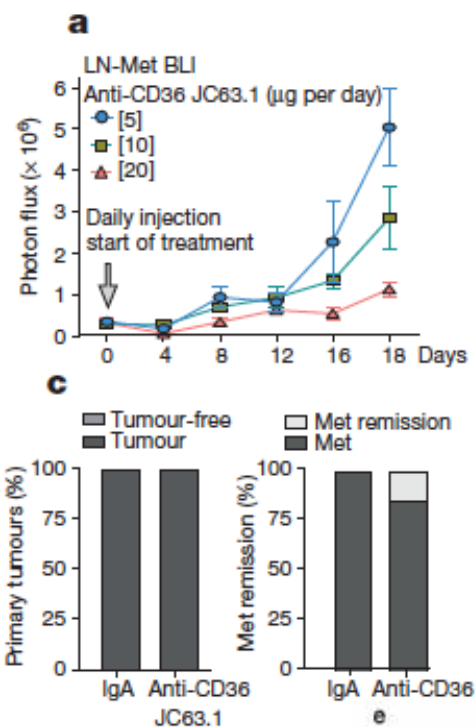 a
LN-Met BLI
Anti-CD36 JC63.1 (μg per day)
[5]
[10]
[20]
Daily injection
start of treatment
Photon flux (× 10⁶)
6
5
4
3
2
1
0
0 4 8 12 16 18 Days
c
Tumour-free
Tumour
Primary tumours (%)
100
75
50
25
0
IgA Anti-CD36
JC63.1
Met remission
Met
Met remission (%)
100
75
50
25
0
IgA Anti-CD36
e